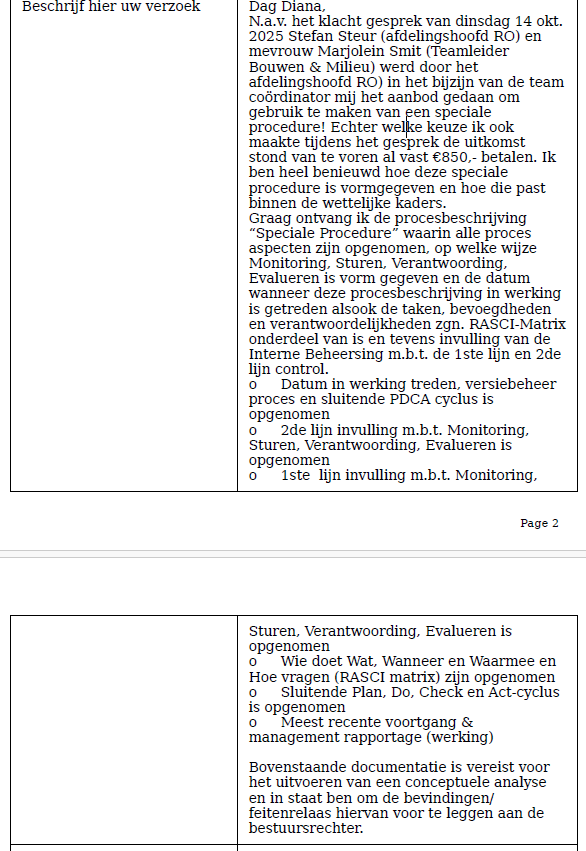 Beschrijf hier uw verzoek
Dag Diana,
N.a.v. het klacht gesprek van dinsdag 14 okt.
2025 Stefan Steur (afdelingshoofd RO) en
mevrouw Marjolein Smit (Teamleider
Bouwen & Milieu) werd door het
afdelingshoofd RO) in het bijzijn van de team
coördinator mij het aanbod gedaan om
gebruik te maken van een speciale
procedure! Echter welke keuze ik ook
maakte tijdens het gesprek de uitkomst
stond van te voren al vast €850,- betalen. Ik
ben heel benieuwd hoe deze speciale
procedure is vormgegeven en hoe die past
binnen de wettelijke kaders.
Graag ontvang ik de procesbeschrijving
“Speciale Procedure” waarin alle proces
aspecten zijn opgenomen, op welke wijze
Monitoring, Sturen, Verantwoording,
Evalueren is vorm gegeven en de datum
wanneer deze procesbeschrijving in werking
is getreden alsook de taken, bevoegdheden
en verantwoordelijkheden zgn. RASCI-Matrix
onderdeel van is en tevens invulling van de
Interne Beheersing m.b.t. de 1ste lijn en 2de
lijn control.
o Datum in werking treden, versiebeheer
proces en sluitende PDCA cyclus is
opgenomen
o 2de lijn invulling m.b.t. Monitoring,
Sturen, Verantwoording, Evalueren is
opgenomen
o 1ste lijn invulling m.b.t. Monitoring,
Page 2
Sturen, Verantwoording, Evalueren is
opgenomen
o Wie doet Wat, Wanneer en Waarmee en
Hoe vragen (RASCI matrix) zijn opgenomen
o Sluitende Plan, Do, Check en Act-cyclus
is opgenomen
o Meest recente voortgang &
management rapportage (werking)
Bovenstaande documentatie is vereist voor
het uitvoeren van een conceptuele analyse
en in staat ben om de bevindingen/
feitenrelaas hiervan voor te leggen aan de
bestuursrechter.